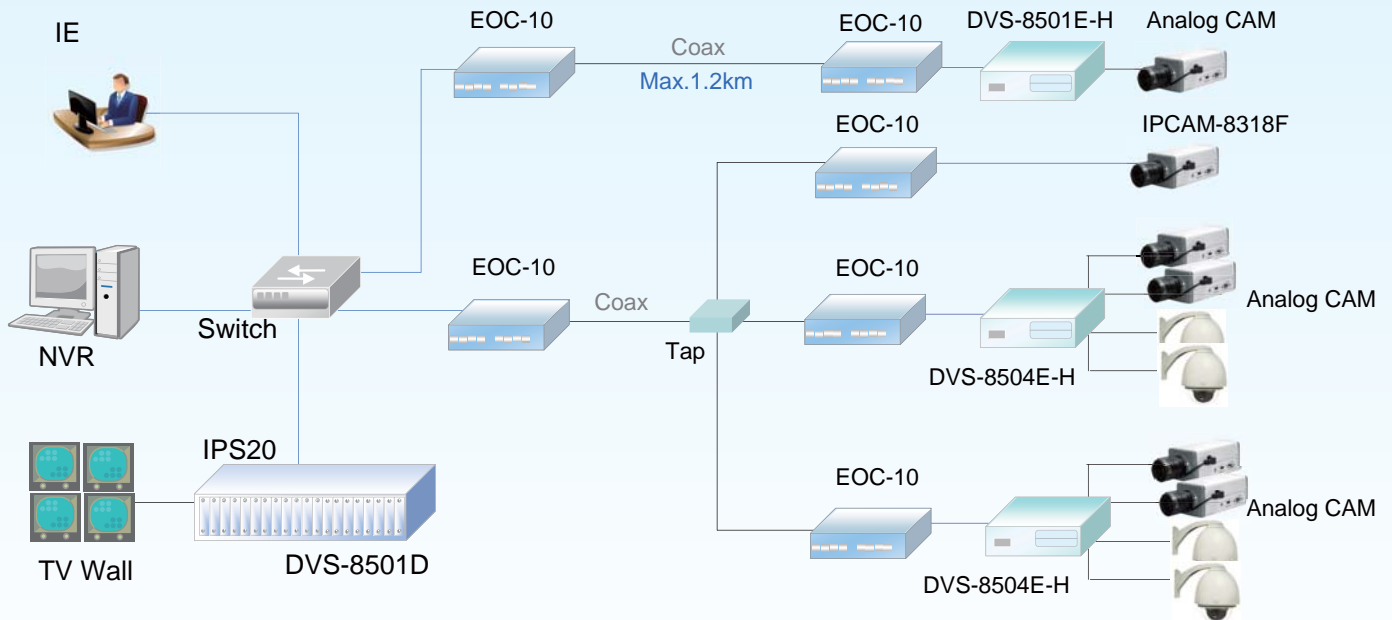 IE
EOC-10
Coax
Max.1.2km
EOC-10
DVS-8501E-H
Analog CAM
EOC-10
IPCAM-8318F
NVR
Switch
EOC-10
Coax
Tap
EOC-10
DVS-8504E-H
Analog CAM
TV Wall
IPS20
DVS-8501D
EOC-10
DVS-8504E-H
Analog CAM